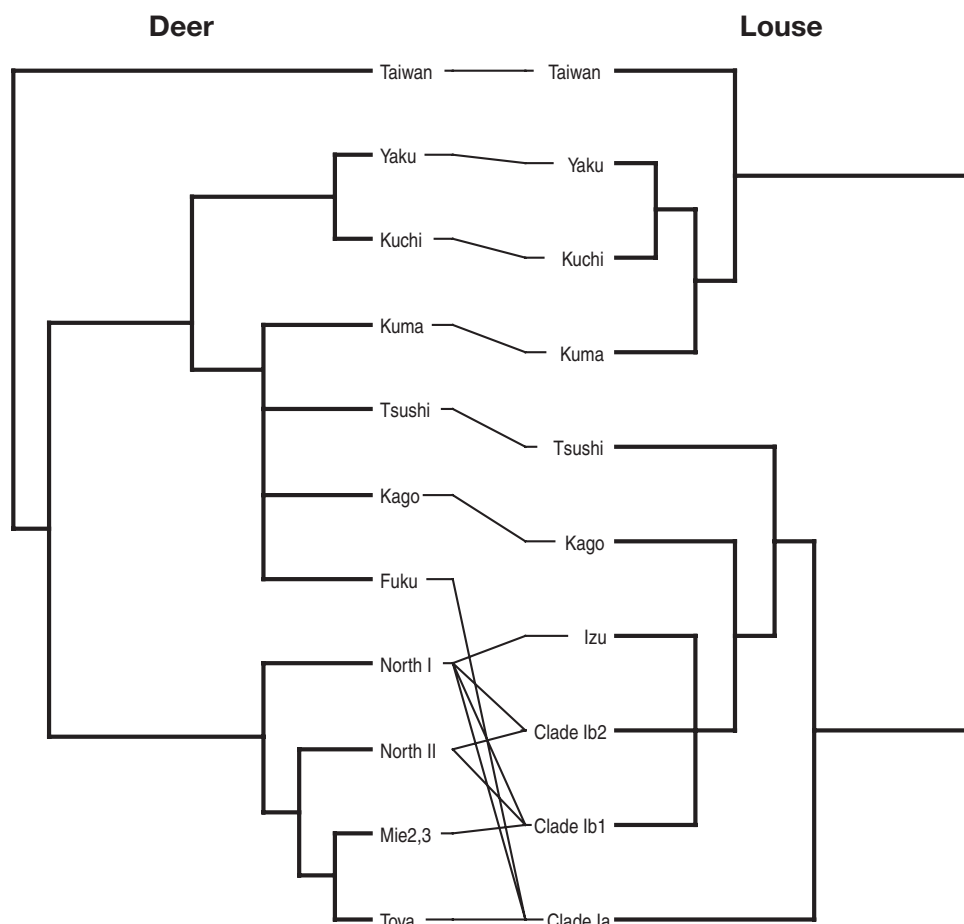 Deer Louse
Taiwan Taiwan
Yaku Yaku
Kuchi Kuchi
Kuma Kuma
Tsushi Tsushi
Kago Kago
Fuku
Izu
North I
Clade Ib2
North II
Clade Ib1
Mie2,3
Toya Clade Ia